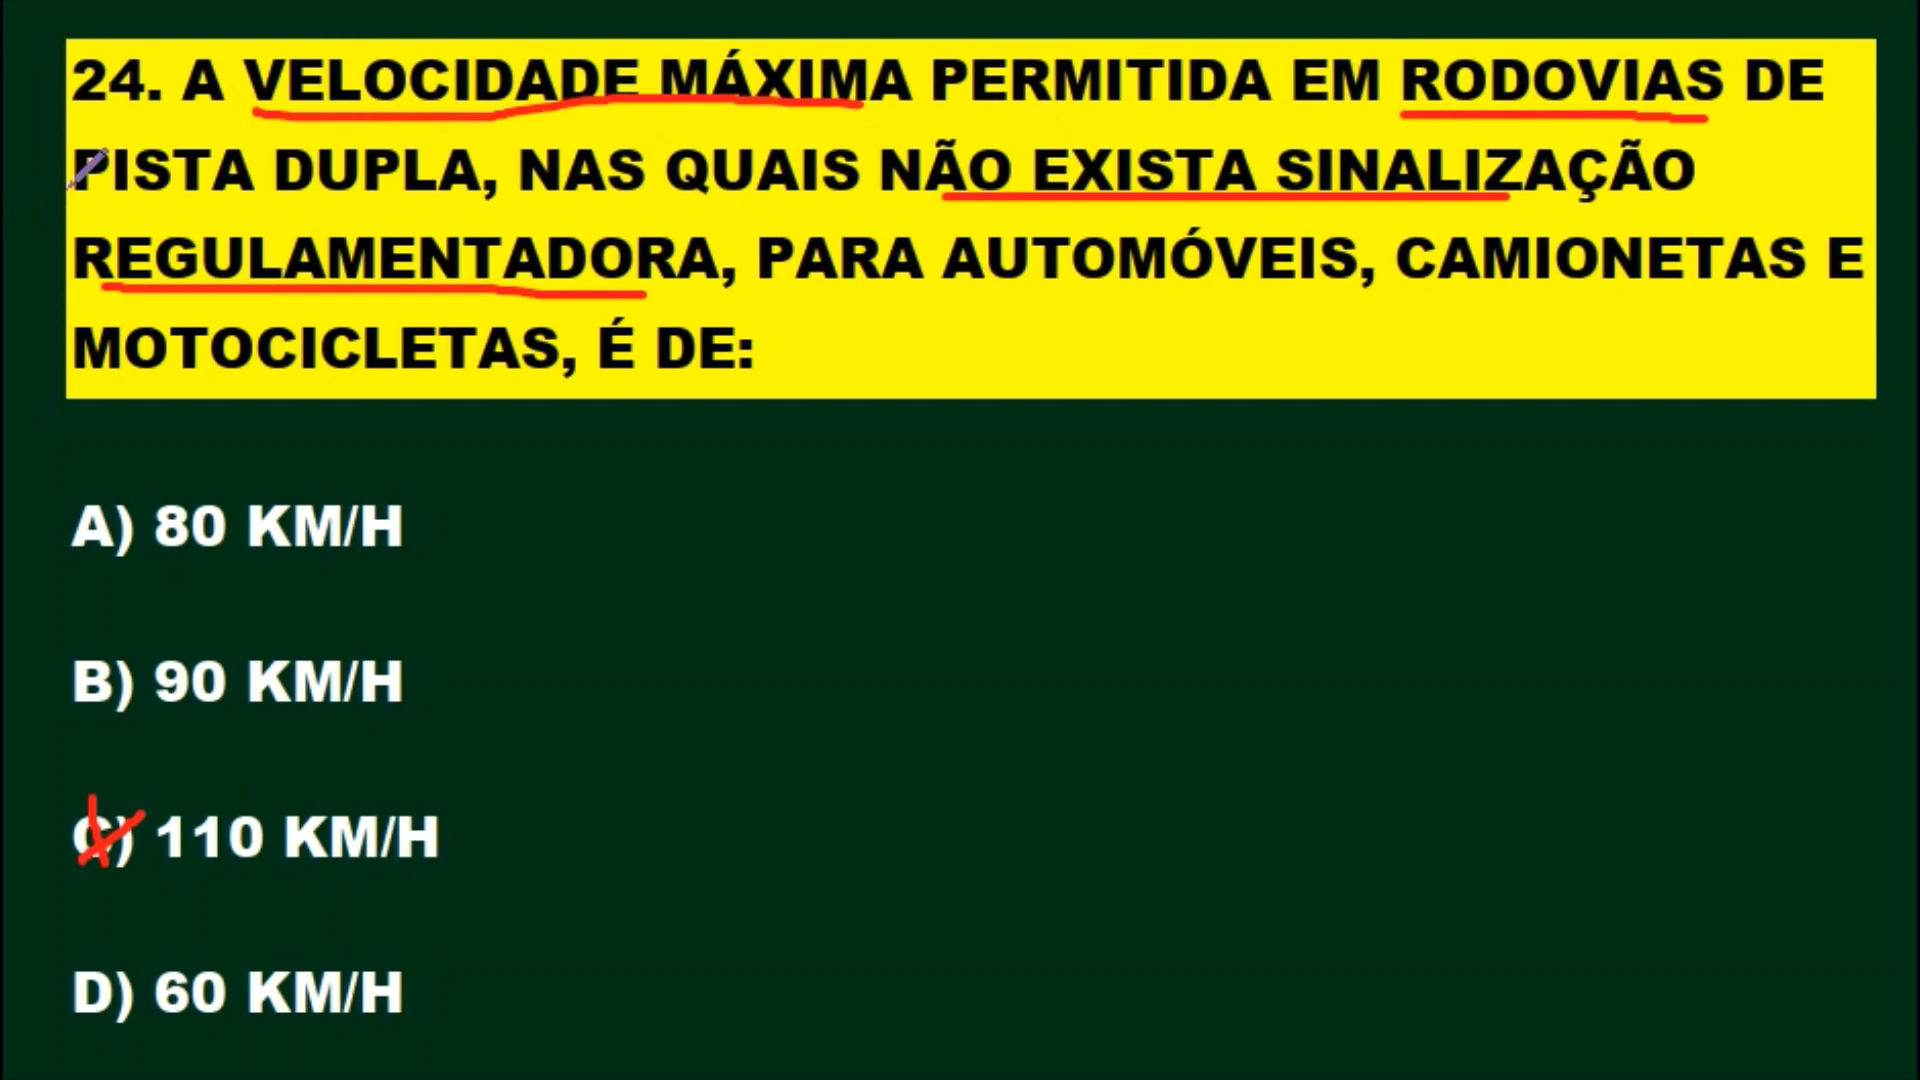 24. A VELOCIDADE MÁXIMA PERMITIDA EM RODOVIAS DE
PISTA DUPLA, NAS QUAIS NÃO EXISTA SINALIZAÇÃO
REGULAMENTADORA, PARA AUTOMÓVEIS, CAMIONETAS E
MOTOCICLETAS, É DE:
A) 80 KM/H
B) 90 KM/H
C) 110 KM/H
D) 60 KM/H